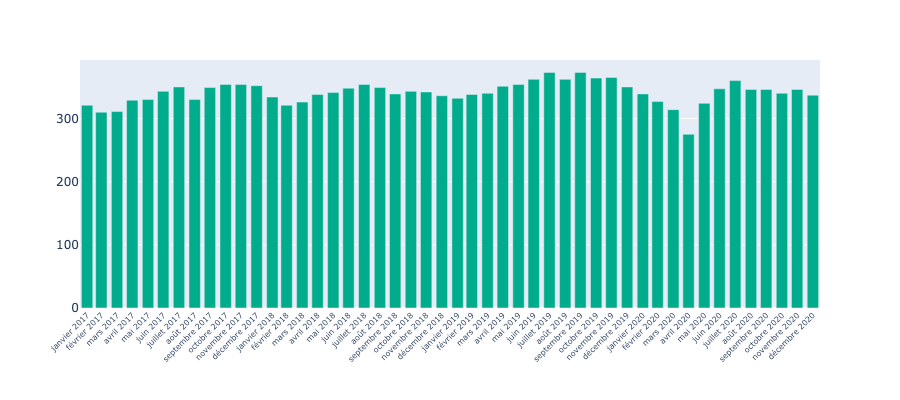 300
200
100
0
janvier 2017
février 2017
mars 2017
avril 2017
mai 2017
juin 2017
juillet 2017
août 2017
septembre 2017
octobre 2017
novembre 2017
décembre 2017
janvier 2018
février 2018
mars 2018
avril 2018
mai 2018
juin 2018
juillet 2018
août 2018
septembre 2018
octobre 2018
novembre 2018
décembre 2018
janvier 2019
février 2019
mars 2019
avril 2019
mai 2019
juin 2019
juillet 2019
août 2019
septembre 2019
octobre 2019
novembre 2019
décembre 2019
janvier 2020
février 2020
mars 2020
avril 2020
mai 2020
juin 2020
juillet 2020
août 2020
septembre 2020
octobre 2020
novembre 2020
décembre 2020